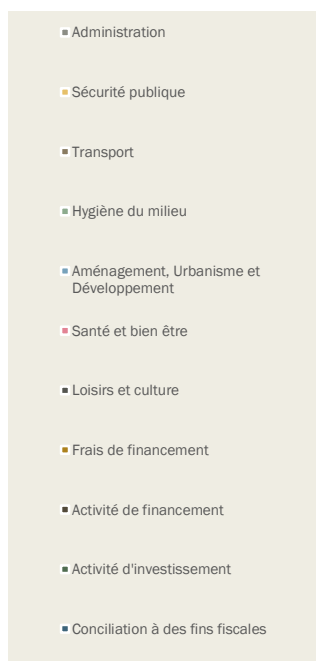 Administration
Sécurité publique
Transport
Hygiène du milieu
Aménagement, Urbanisme et
Développement
Santé et bien être
Loisirs et culture
Frais de financement
Activité de financement
Activité d'investissement
Conciliation à des fins fiscales